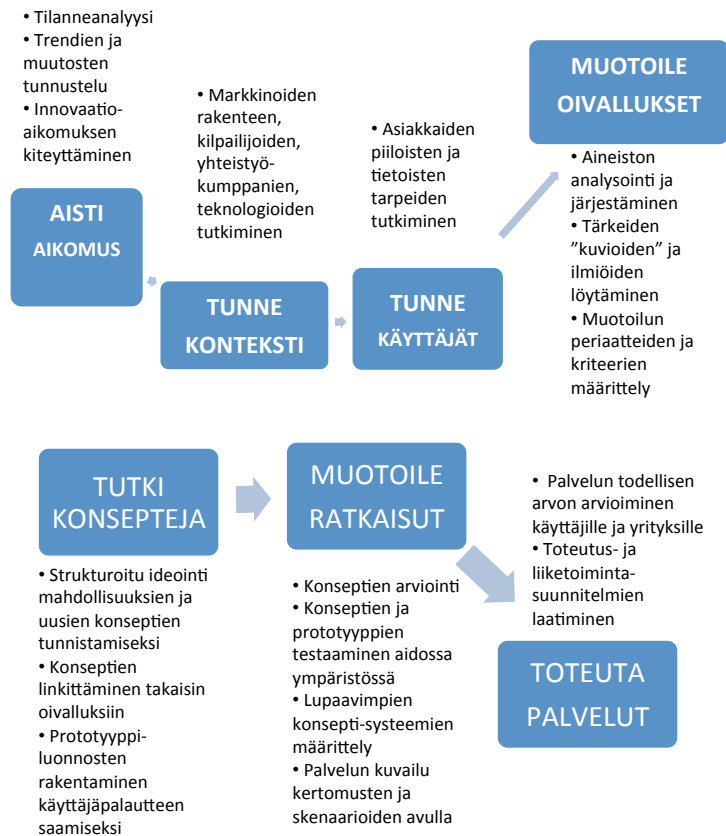 • Tilanneanalyysi
• Trendien ja
muutosten
tunnustelu
• Innovaatio-
aikomuksen
kiteyttäminen
AISTI
AIKOMUS
• Markkinoiden
rakenteen,
kilpailijoiden,
yhteistyö-
kumppanien,
teknologioiden
tutkiminen
TUNNE
KONTEKSTI
• Asiakkaiden
piiloisten ja
tietoisten
tarpeiden
tutkiminen
TUNNE
KÄYTTÄJÄT
MUOTOILE
OIVALLUKSET
• Aineiston
analysointi ja
järjestäminen
• Tärkeiden
”kuvioiden” ja
ilmiöiden
löytäminen
• Muotoilun
periaatteiden ja
kriteerien
määrittely
TUTKI
KONSEPTEJA
• Strukturoitu ideointi
mahdollisuuksien ja
uusien konseptien
tunnistamiseksi
• Konseptien
linkittäminen takaisin
oivalluksiin
• Prototyyppi-
luonnosten
rakentaminen
käyttäjäpalautteen
saamiseksi
MUOTOILE
RATKAISUT
• Konseptien arviointi
• Konseptien ja
prototyyppien
testaaminen aidossa
ympäristössä
• Lupaavimpien
konsepti-systeemien
määrittely
• Palvelun kuvailu
kertomusten ja
skenaarioiden avulla
• Palvelun todellisen
arvon arvioiminen
käyttäjille ja yrityksille
• Toteutus- ja
liiketoiminta-
suunnitelmien
laatiminen
TOTEUTA
PALVELUT